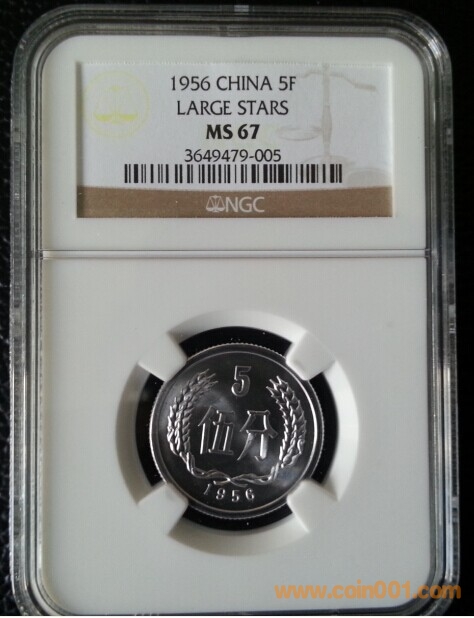 1956 CHINA 5F
LARGE STARS
MS 67
3649479-005
NGC
5
伍分
1956
www.coin001.com